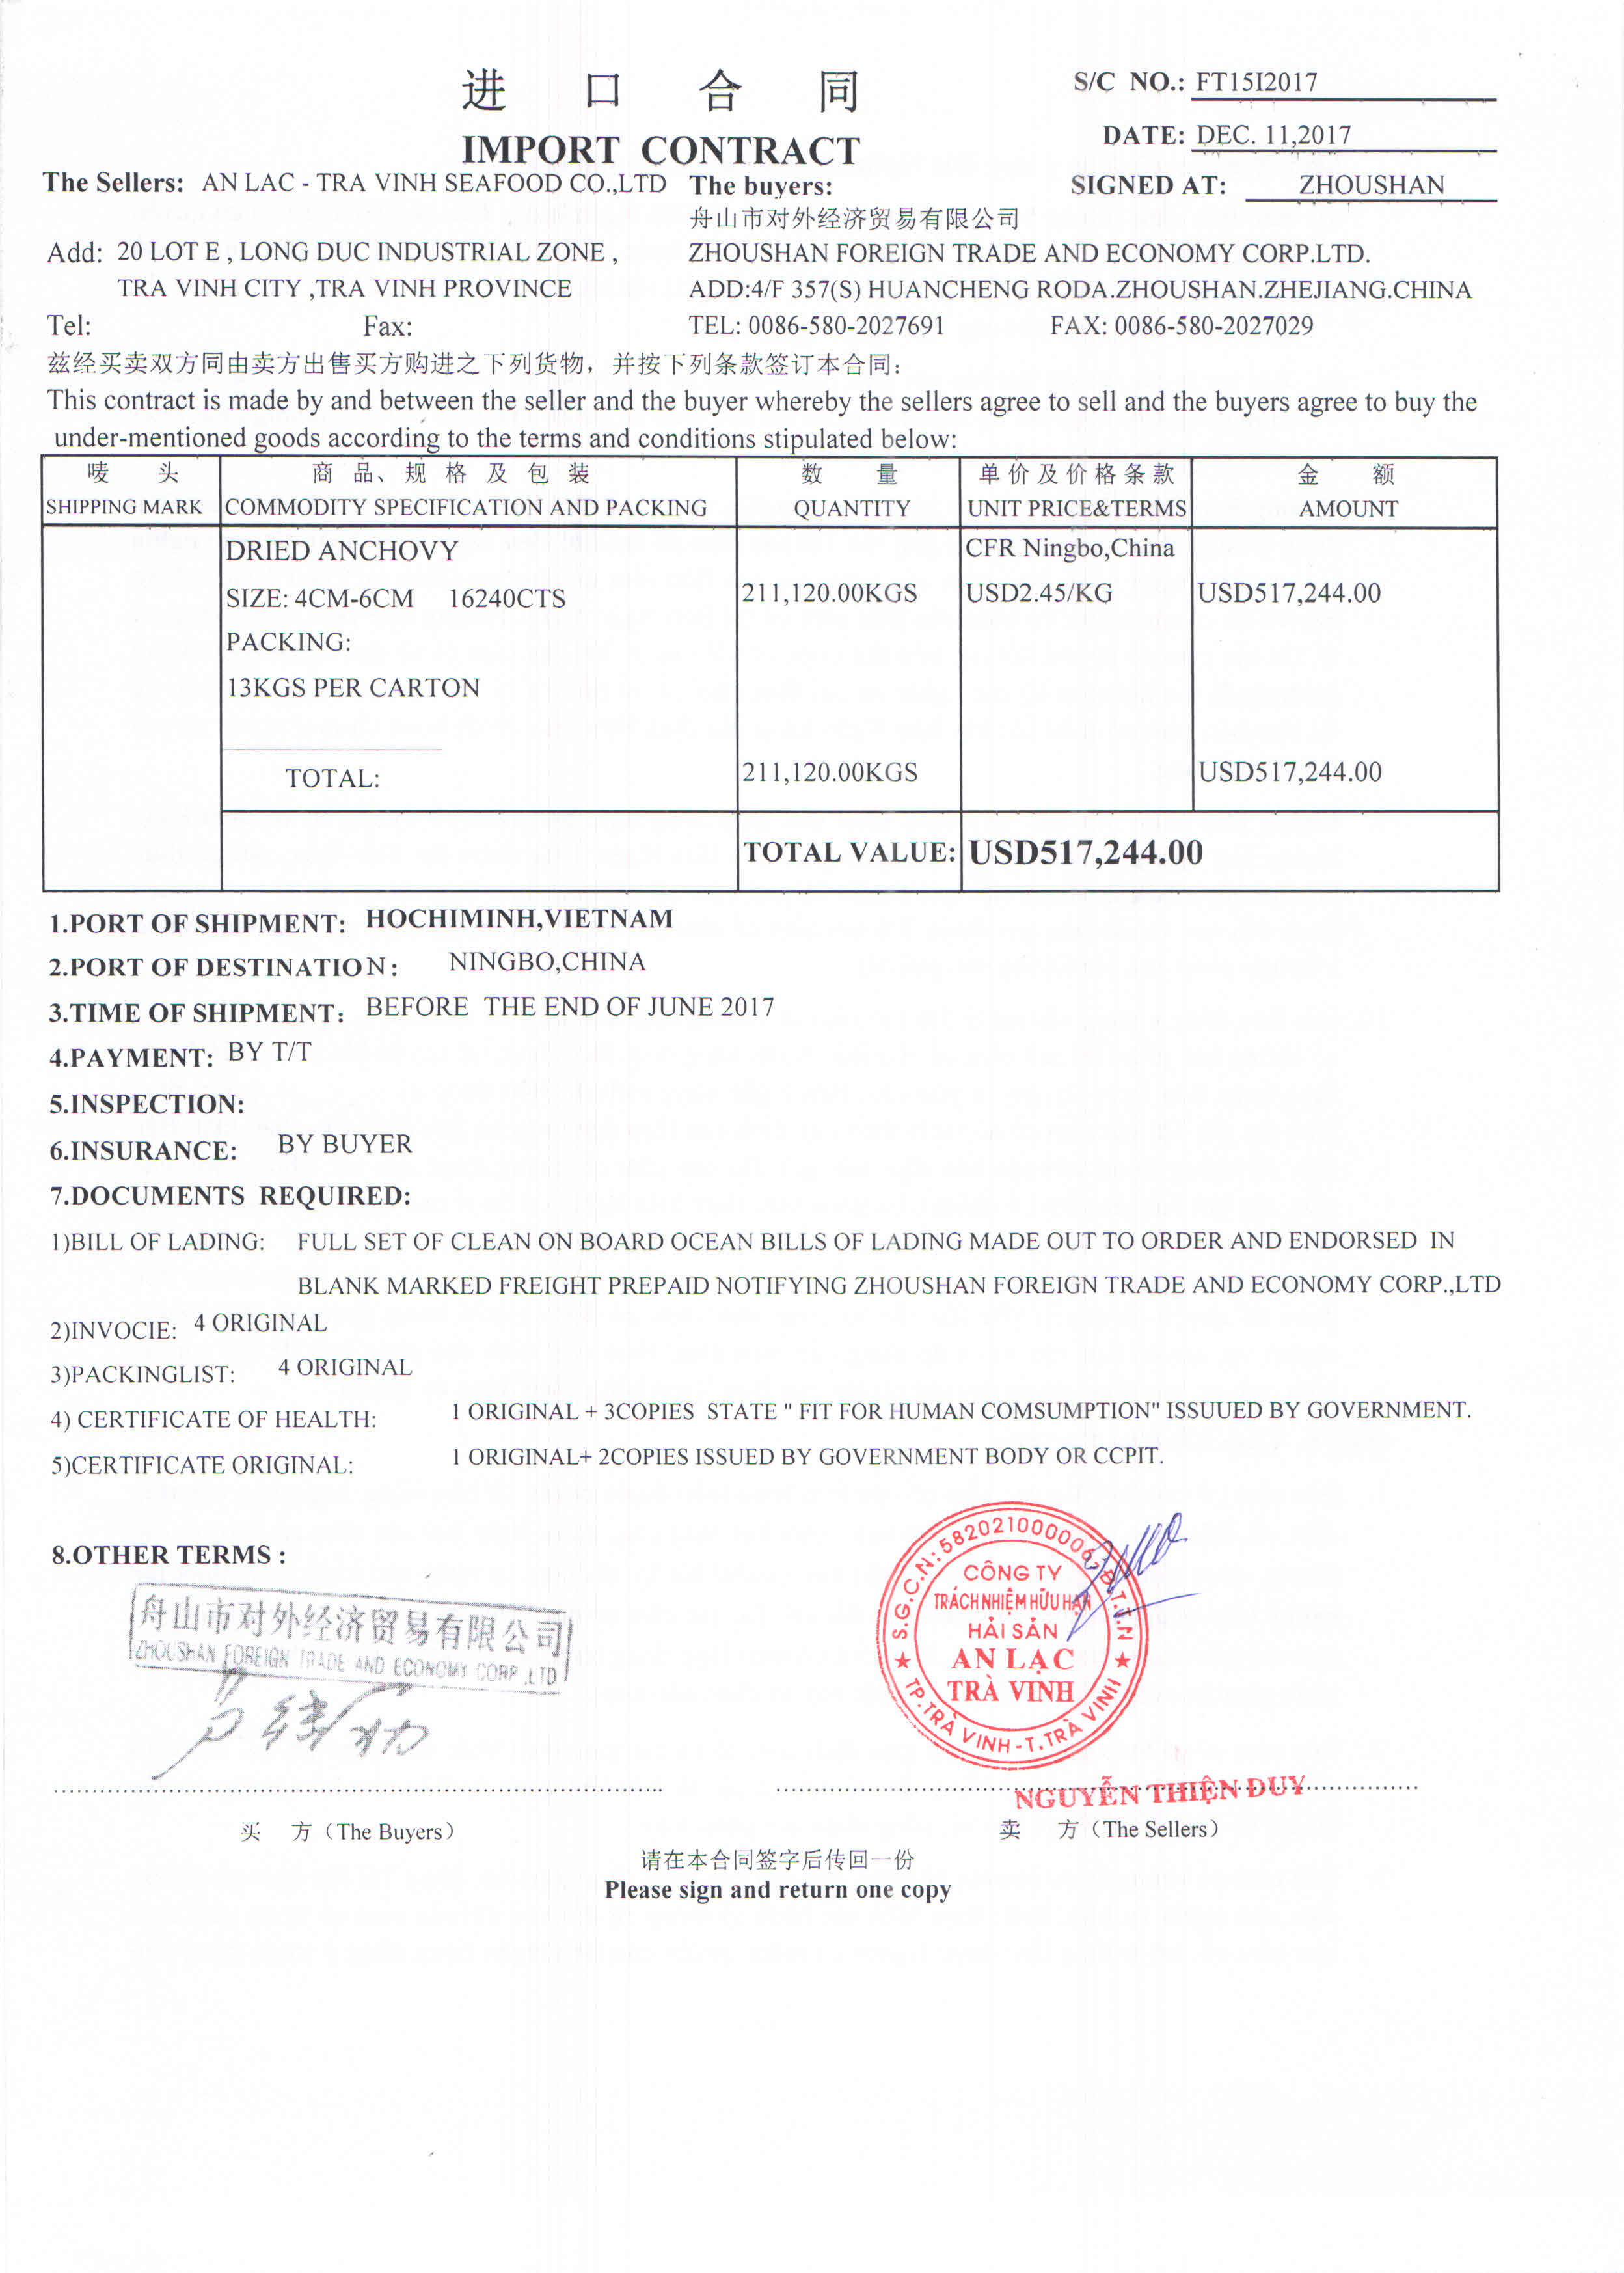 进 口 合 同
IMPORT CONTRACT
S/C NO.: FT15I2017
DATE: DEC. 11,2017
SIGNED AT: ZHOUSHAN
The Sellers: AN LAC - TRA VINH SEAFOOD CO.,LTD The buyers:
舟山市对外经济贸易有限公司
Add: 20 LOT E , LONG DUC INDUSTRIAL ZONE , ZHOUSHAN FOREIGN TRADE AND ECONOMY CORP.LTD.
TRA VINH CITY ,TRA VINH PROVINCE ADD:4/F 357(S) HUANCHENG RODA.ZHOUSHAN.ZHEJIANG.CHINA
Tel: Fax: TEL: 0086-580-2027691 FAX: 0086-580-2027029
兹经买卖双方同由卖方出售买方购进之下列货物，并按下列条款签订本合同：
This contract is made by and between the seller and the buyer whereby the sellers agree to sell and the buyers agree to buy the
under-mentioned goods according to the terms and conditions stipulated below:
唛 头 商 品、规 格 及 包 装 数 量 单价及价格条款 金 额
SHIPPING MARK COMMODITY SPECIFICATION AND PACKING QUANTITY UNIT PRICE&TERMS AMOUNT
DRIED ANCHOVY CFR Ningbo,China
SIZE: 4CM-6CM 16240CTS 211,120.00KGS USD2.45/KG USD517,244.00
PACKING:
13KGS PER CARTON
TOTAL: 211,120.00KGS USD517,244.00
TOTAL VALUE: USD517,244.00
1.PORT OF SHIPMENT: HOCHIMINH,VIETNAM
2.PORT OF DESTINATION: NINGBO,CHINA
3.TIME OF SHIPMENT: BEFORE THE END OF JUNE 2017
4.PAYMENT: BY T/T
5.INSPECTION:
6.INSURANCE: BY BUYER
7.DOCUMENTS REQUIRED:
1)BILL OF LADING: FULL SET OF CLEAN ON BOARD OCEAN BILLS OF LADING MADE OUT TO ORDER AND ENDORSED IN
BLANK MARKED FREIGHT PREPAID NOTIFYING ZHOUSHAN FOREIGN TRADE AND ECONOMY CORP.,LTD
2)INVOCIE: 4 ORIGINAL
3)PACKINGLIST: 4 ORIGINAL
4) CERTIFICATE OF HEALTH: 1 ORIGINAL + 3COPIES STATE " FIT FOR HUMAN COMSUMPTION" ISSUUED BY GOVERNMENT.
5)CERTIFICATE ORIGINAL: 1 ORIGINAL+ 2COPIES ISSUED BY GOVERNMENT BODY OR CCPIT.
8.OTHER TERMS :
舟山市对外经济贸易有限公司
ZHOUSHAN FOREIGN TRADE AND ECONOMY CORP.,LTD
S.G.C.N:58202100000
CÔNG TY
TRÁCH NHIỆM HỮU HẠN
HẢI SẢN
AN LẠC
TRÀ VINH
TP.TRÀ VINH-T.TRÀ VINH
NGUYỄN THIỆN DUY
买 方（The Buyers） 卖 方（The Sellers）
请在本合同签字后传回一份
Please sign and return one copy